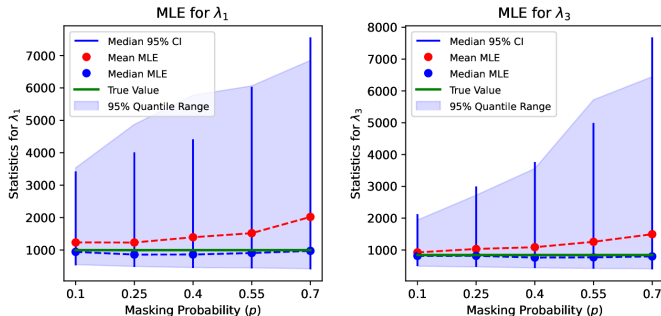 MLE for λ1
Statistics for λ1
7000
6000
5000
4000
3000
2000
1000
Median 95% CI
Mean MLE
Median MLE
True Value
95% Quantile Range
0.1 0.25 0.4 0.55 0.7
Masking Probability (p)
MLE for λ3
Statistics for λ3
8000
7000
6000
5000
4000
3000
2000
1000
Median 95% CI
Mean MLE
Median MLE
True Value
95% Quantile Range
0.1 0.25 0.4 0.55 0.7
Masking Probability (p)